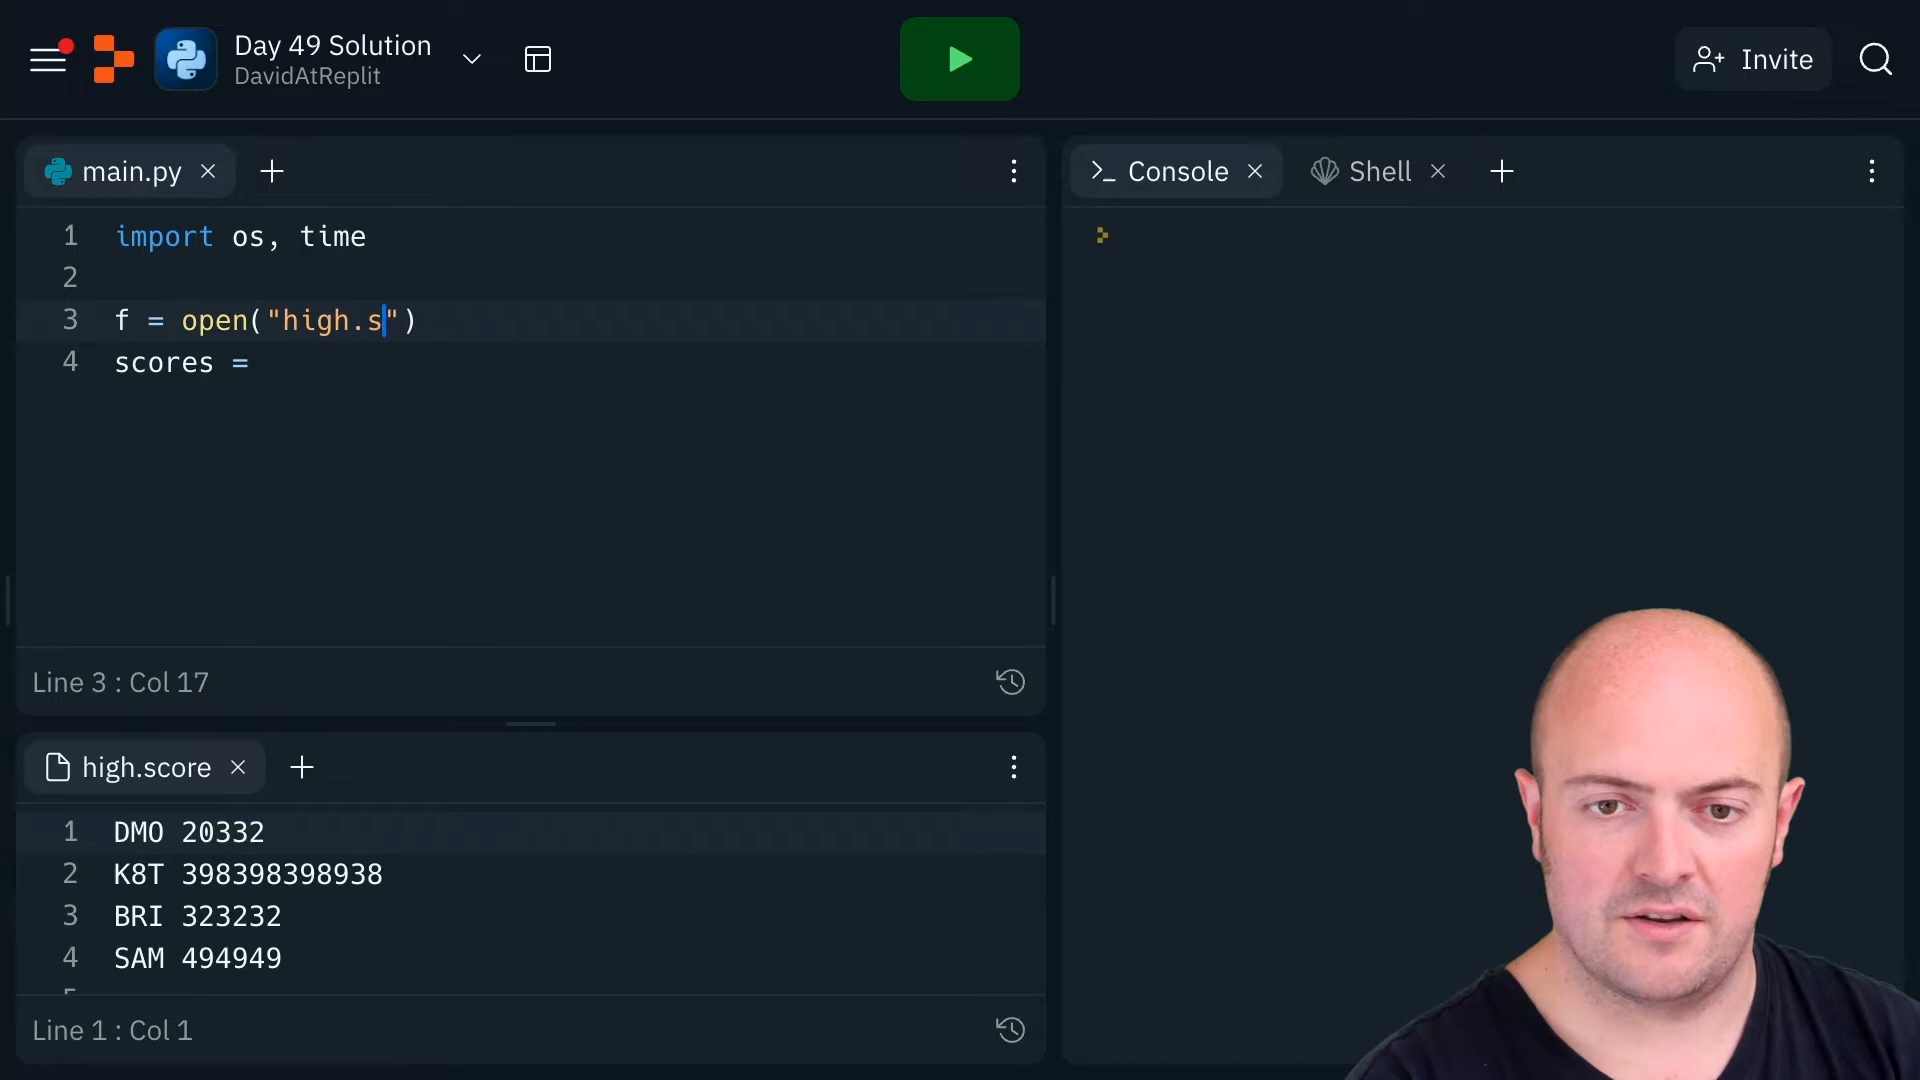 Day 49 Solution
DavidAtReplit
Invite
main.py
1 import os, time
2
3 f = open("high.s")
4 scores =
Line 3 : Col 17
Console
Shell
high.score
1 DMO 20332
2 K8T 398398398938
3 BRI 323232
4 SAM 494949
Line 1 : Col 1